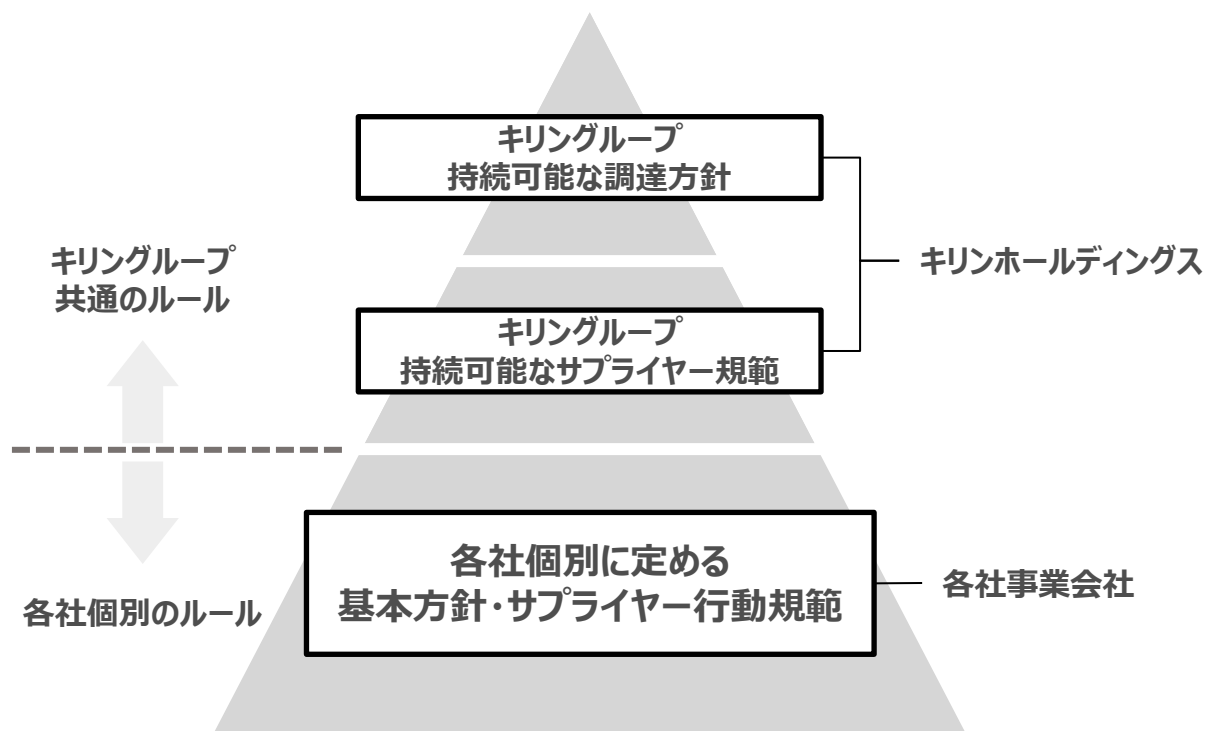 キリングループ
持続可能な調達方針
キリングループ
共通のルール
キリンホールディングス
キリングループ
持続可能なサプライヤー規範
各社個別に定める
基本方針・サプライヤー行動規範
各社個別のルール
各社事業会社